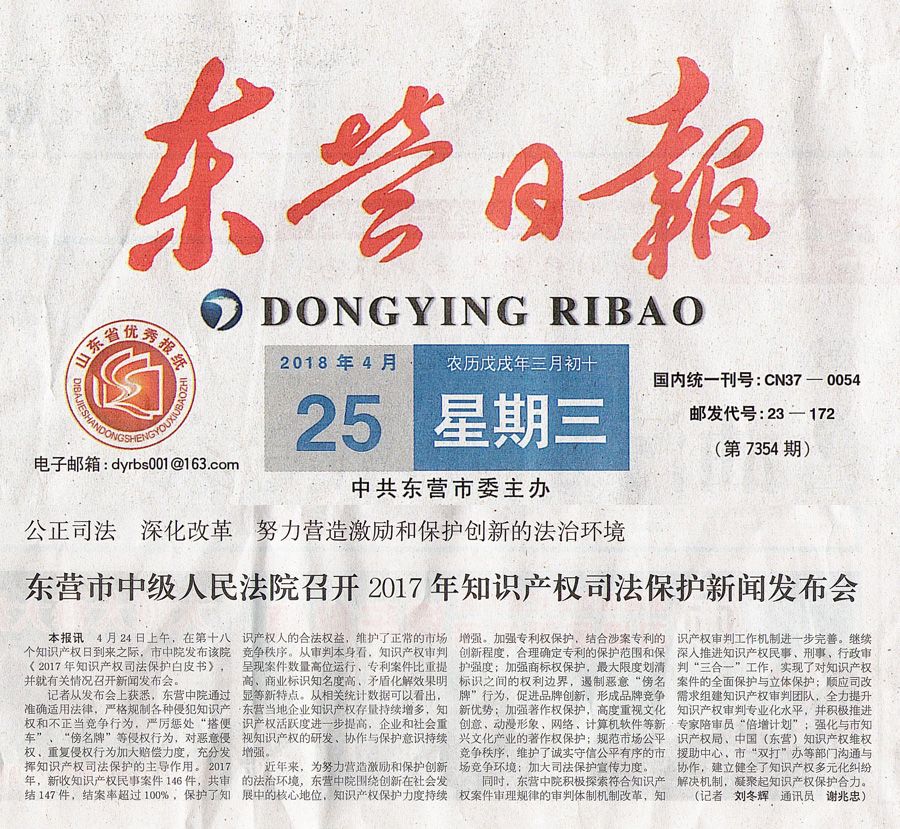 东营日報
DONGYING RIBAO
山东省优秀报纸
DIBAJIESHANDONGSHENGYOUXIUBAOZHI
电子邮箱:dyrbs001@163.com
2018年4月
25
农历戊戌年三月初十
星期三
国内统一刊号:CN37—0054
邮发代号:23—172
(第7354期)
中共东营市委主办
公正司法 深化改革 努力营造激励和保护创新的法治环境
东营市中级人民法院召开2017年知识产权司法保护新闻发布会
本报讯 4月24日上午,在第十八
个知识产权日到来之际,市中院发布该院
《2017年知识产权司法保护白皮书》,
并就有关情况召开新闻发布会。
记者从发布会上获悉,东营中院通过
准确适用法律,严格规制各种侵犯知识产
权和不正当竞争行为,严厉惩处“搭便
车”、“傍名牌”等侵权行为,对恶意侵
权、重复侵权行为加大赔偿力度,充分发
挥知识产权司法保护的主导作用。2017
年,新收知识产权民事案件146件,共审
结147件,结案率超过100%,保护了知
识产权人的合法权益,维护了正常的市场
竞争秩序。从审判本身看,知识产权审判
呈现案件数量高位运行,专利案件比重提
高、商业标识知名度高,矛盾化解效果明
显等新特点。从相关统计数据可以看出,
东营当地企业知识产权存量持续增多,知
识产权活跃度进一步提高,企业和社会重
视知识产权的研发、协作与保护意识持续
增强。
近年来,为努力营造激励和保护创新
的法治环境,东营中院围绕创新在社会发
展中的核心地位,知识产权保护力度持续
增强。加强专利权保护,结合涉案专利的
创新程度,合理确定专利的保护范围和保
护强度;加强商标权保护,最大限度划清
标识之间的权利边界,遏制恶意“傍名
牌”行为,促进品牌创新,形成品牌竞争
新优势;加强著作权保护,高度重视文化
创意、动漫形象、网络、计算机软件等新
兴文化产业的著作权保护;规范市场公平
竞争秩序,维护了诚实守信公平有序的市
场竞争环境;加大司法保护宣传力度。
同时,东营中院积极探索符合知识产
权案件审理规律的审判体制机制改革,知
识产权审判工作机制进一步完善。继续
深入推进知识产权民事,刑事,行政审
判“三合一”工作,实现了对知识产权
案件的全面保护与立体保护;顺应司改
需求组建知识产权审判团队,全力提升
知识产权审判专业化水平,并积极推进
专家陪审员“倍增计划”;强化与市知
识产权局、中国(东营)知识产权维权
援助中心,市“双打”办等部门沟通与
协作,建立健全了知识产权多元化纠纷
解决机制,凝聚起知识产权保护合力。
(记者 刘冬辉 通讯员 谢兆忠)